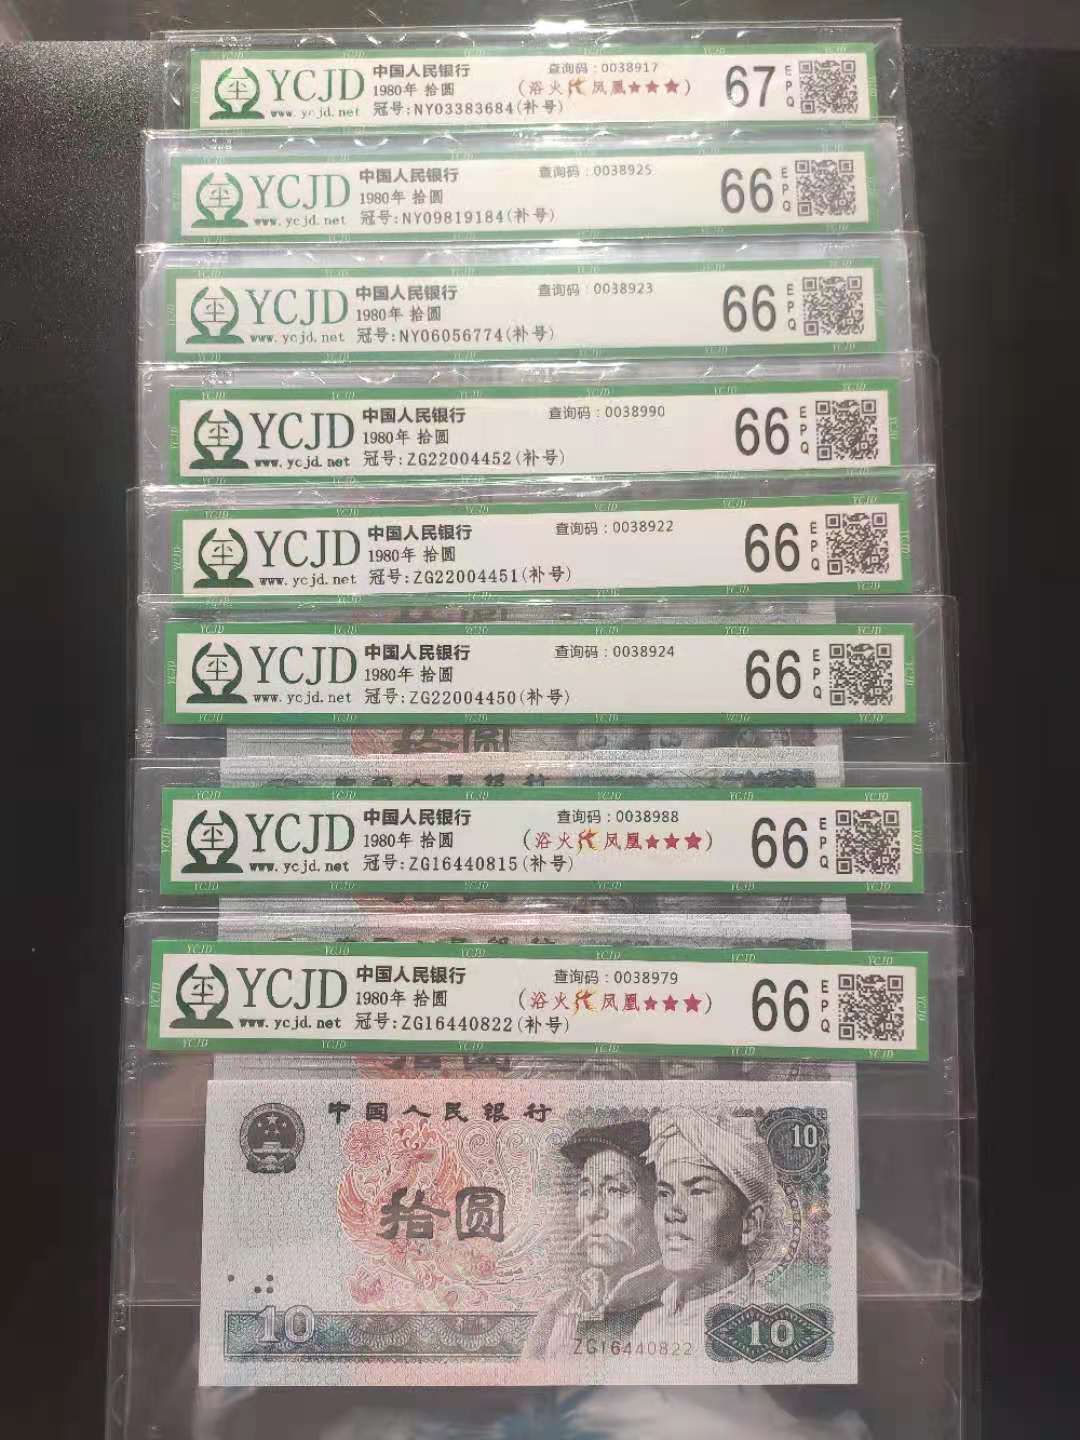 YCJD
www.ycjd.net
中国人民银行
1980年 拾圆
冠号:NY03383684(补号)
查询码:0038917
(浴火 凤凰★★★)
67
EPQ
YCJD
www.ycjd.net
中国人民银行
1980年 拾圆
冠号:NY09819184(补号)
查询码:0038925
66
EPQ
YCJD
www.ycjd.net
中国人民银行
1980年 拾圆
冠号:NY06056774(补号)
查询码:0038923
66
EPQ
YCJD
www.ycjd.net
中国人民银行
1980年 拾圆
冠号:ZG22004452(补号)
查询码:0038990
66
EPQ
YCJD
www.ycjd.net
中国人民银行
1980年 拾圆
冠号:ZG22004451(补号)
查询码:0038922
66
EPQ
YCJD
www.ycjd.net
中国人民银行
1980年 拾圆
冠号:ZG22004450(补号)
查询码:0038924
66
EPQ
拾圆
中国人民银行
YCJD
www.ycjd.net
中国人民银行
1980年 拾圆
冠号:ZG16440815(补号)
查询码:0038988
(浴火 凤凰★★★)
66
EPQ
YCJD
www.ycjd.net
中国人民银行
1980年 拾圆
冠号:ZG16440822(补号)
查询码:0038979
(浴火 凤凰★★★)
66
EPQ
中国人民银行
10
拾圆
10
ZG16440822
10